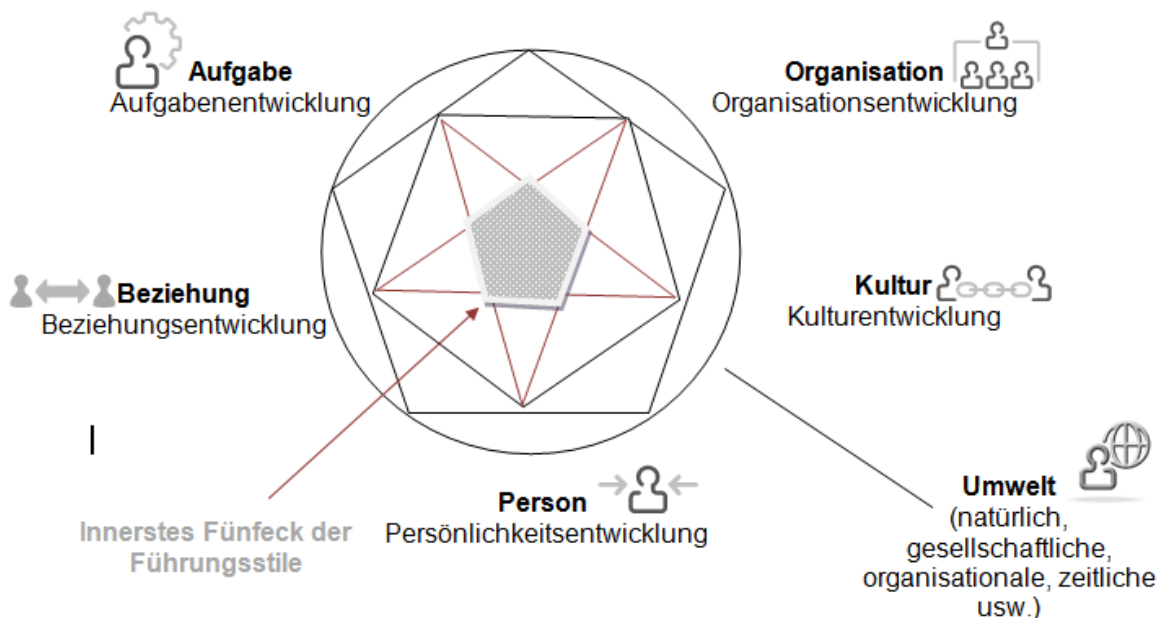 Aufgabe
Aufgabenentwicklung
Organisation
Organisationsentwicklung
Beziehung
Beziehungsentwicklung
Kultur
Kulturentwicklung
Innerstes Fünfeck der
Führungsstile
Person
Persönlichkeitsentwicklung
Umwelt
(natürlich,
gesellschaftliche,
organisationale, zeitliche
usw.)